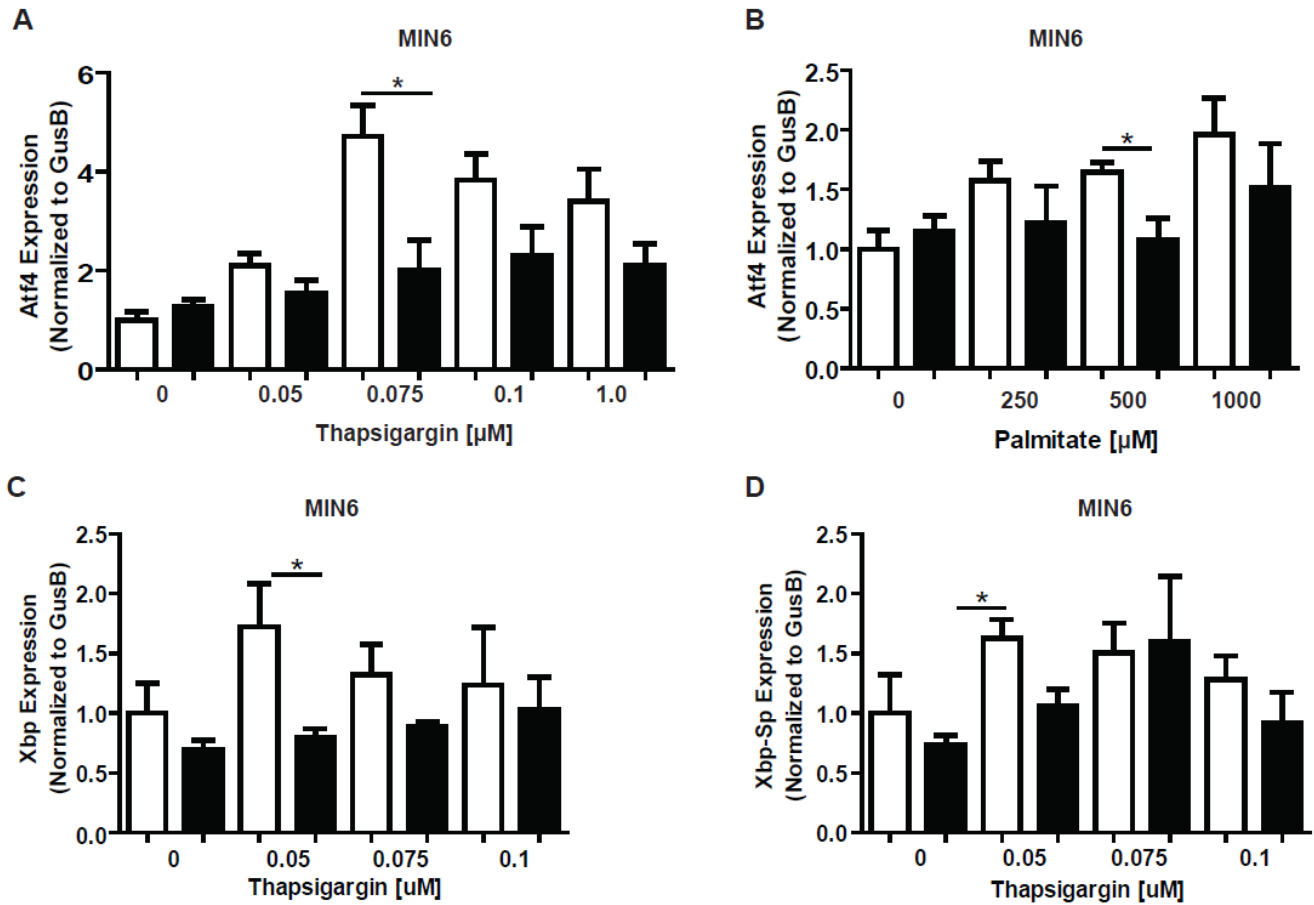 A
MIN6
Atf4 Expression
(Normalized to GusB)
6
4
2
0
*
0 0.05 0.075 0.1 1.0
Thapsigargin [µM]
B
MIN6
Atf4 Expression
(Normalized to GusB)
2.5
2.0
1.5
1.0
0.5
0.0
*
0 250 500 1000
Palmitate [µM]
C
MIN6
Xbp Expression
(Normalized to GusB)
2.5
2.0
1.5
1.0
0.5
0.0
*
0 0.05 0.075 0.1
Thapsigargin [uM]
D
MIN6
Xbp-Sp Expression
(Normalized to GusB)
2.5
2.0
1.5
1.0
0.5
0.0
*
0 0.05 0.075 0.1
Thapsigargin [uM]